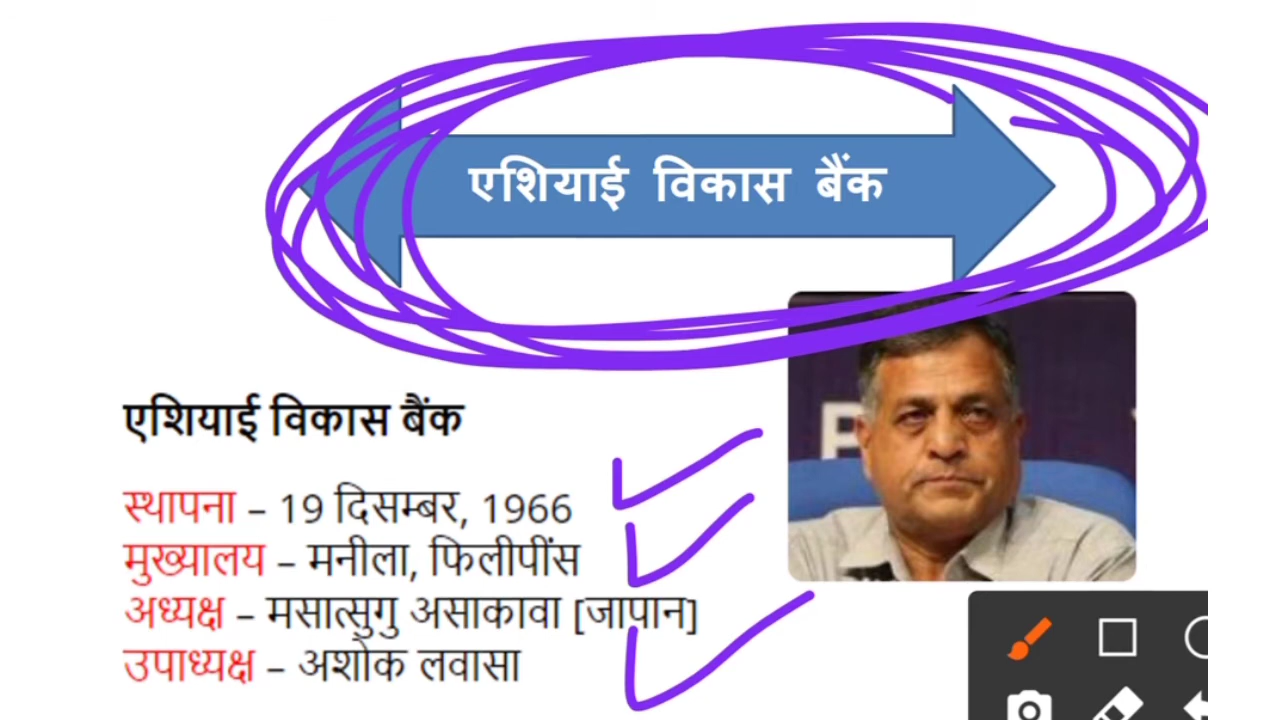 एशियाई विकास बैंक
एशियाई विकास बैंक
स्थापना – 19 दिसम्बर, 1966
मुख्यालय – मनीला, फिलीपींस
अध्यक्ष – मसात्सुगु असाकावा [जापान]
उपाध्यक्ष – अशोक लवासा